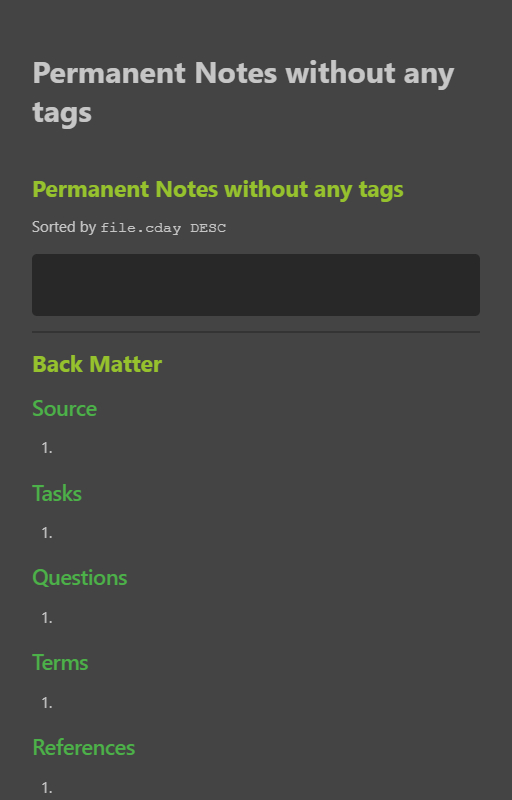 Permanent Notes without any
tags
Permanent Notes without any tags
Sorted by file.cday DESC
Back Matter
Source
1.
Tasks
1.
Questions
1.
Terms
1.
References
1.